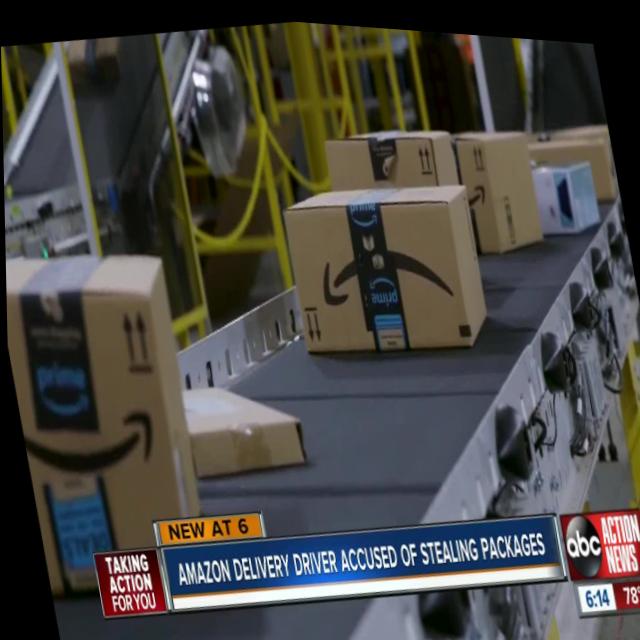 prime
prime
prime
NEW AT 6
TAKING
ACTION
FOR YOU
AMAZON DELIVERY DRIVER ACCUSED OF STEALING PACKAGES
abc
ACTION
NEWS
6:14
78°